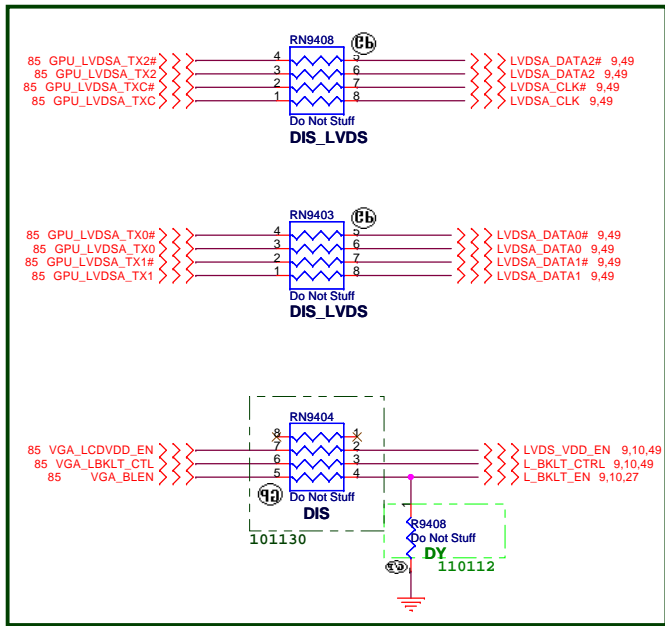 RN9408
85 GPU_LVDSA_TX2# 4 5 LVDSA_DATA2# 9,49
85 GPU_LVDSA_TX2 3 6 LVDSA_DATA2 9,49
85 GPU_LVDSA_TXC# 2 7 LVDSA_CLK# 9,49
85 GPU_LVDSA_TXC 1 8 LVDSA_CLK 9,49
Do Not Stuff
DIS_LVDS
RN9403
85 GPU_LVDSA_TX0# 4 5 LVDSA_DATA0# 9,49
85 GPU_LVDSA_TX0 3 6 LVDSA_DATA0 9,49
85 GPU_LVDSA_TX1# 2 7 LVDSA_DATA1# 9,49
85 GPU_LVDSA_TX1 1 8 LVDSA_DATA1 9,49
Do Not Stuff
DIS_LVDS
RN9404
8 1
85 VGA_LCDVDD_EN 7 2 LVDS_VDD_EN 9,10,49
85 VGA_LBKLT_CTL 6 3 L_BKLT_CTRL 9,10,49
85 VGA_BLEN 5 4 L_BKLT_EN 9,10,27
Do Not Stuff
DIS
101130
1
R9408
Do Not Stuff
DY
110112